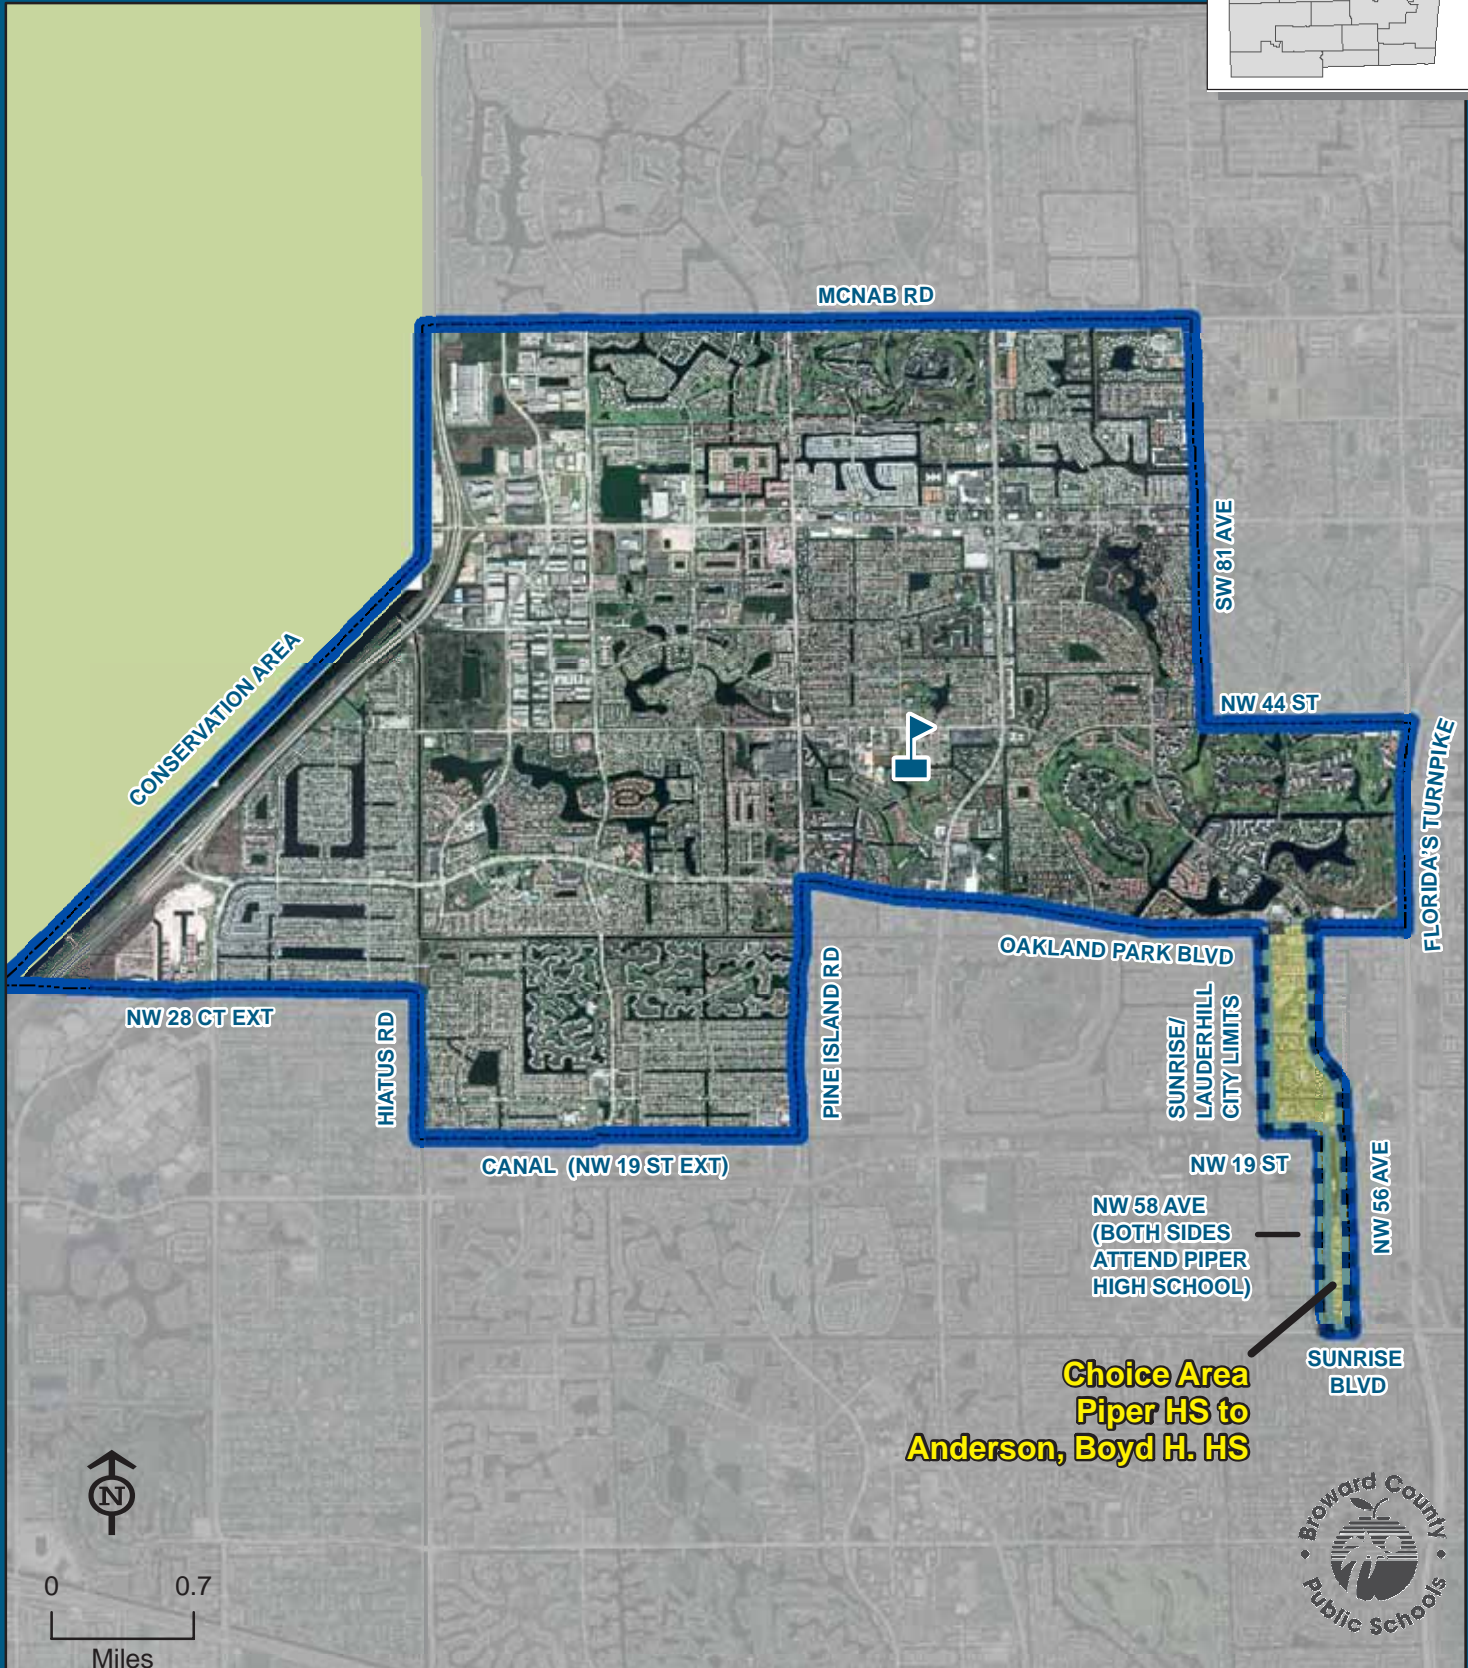 MCNAB RD
SW 81 AVE
NW 44 ST
FLORIDA'S TURNPIKE
CONSERVATION AREA
OAKLAND PARK BLVD
NW 28 CT EXT
HIATUS RD
PINE ISLAND RD
SUNRISE/
LAUDERHILL
CITY LIMITS
CANAL (NW 19 ST EXT)
NW 19 ST
NW 56 AVE
NW 58 AVE
(BOTH SIDES
ATTEND PIPER
HIGH SCHOOL)
SUNRISE
BLVD
Choice Area
Piper HS to
Anderson, Boyd H. HS
N
0 0.7
Miles
Broward County
Public Schools